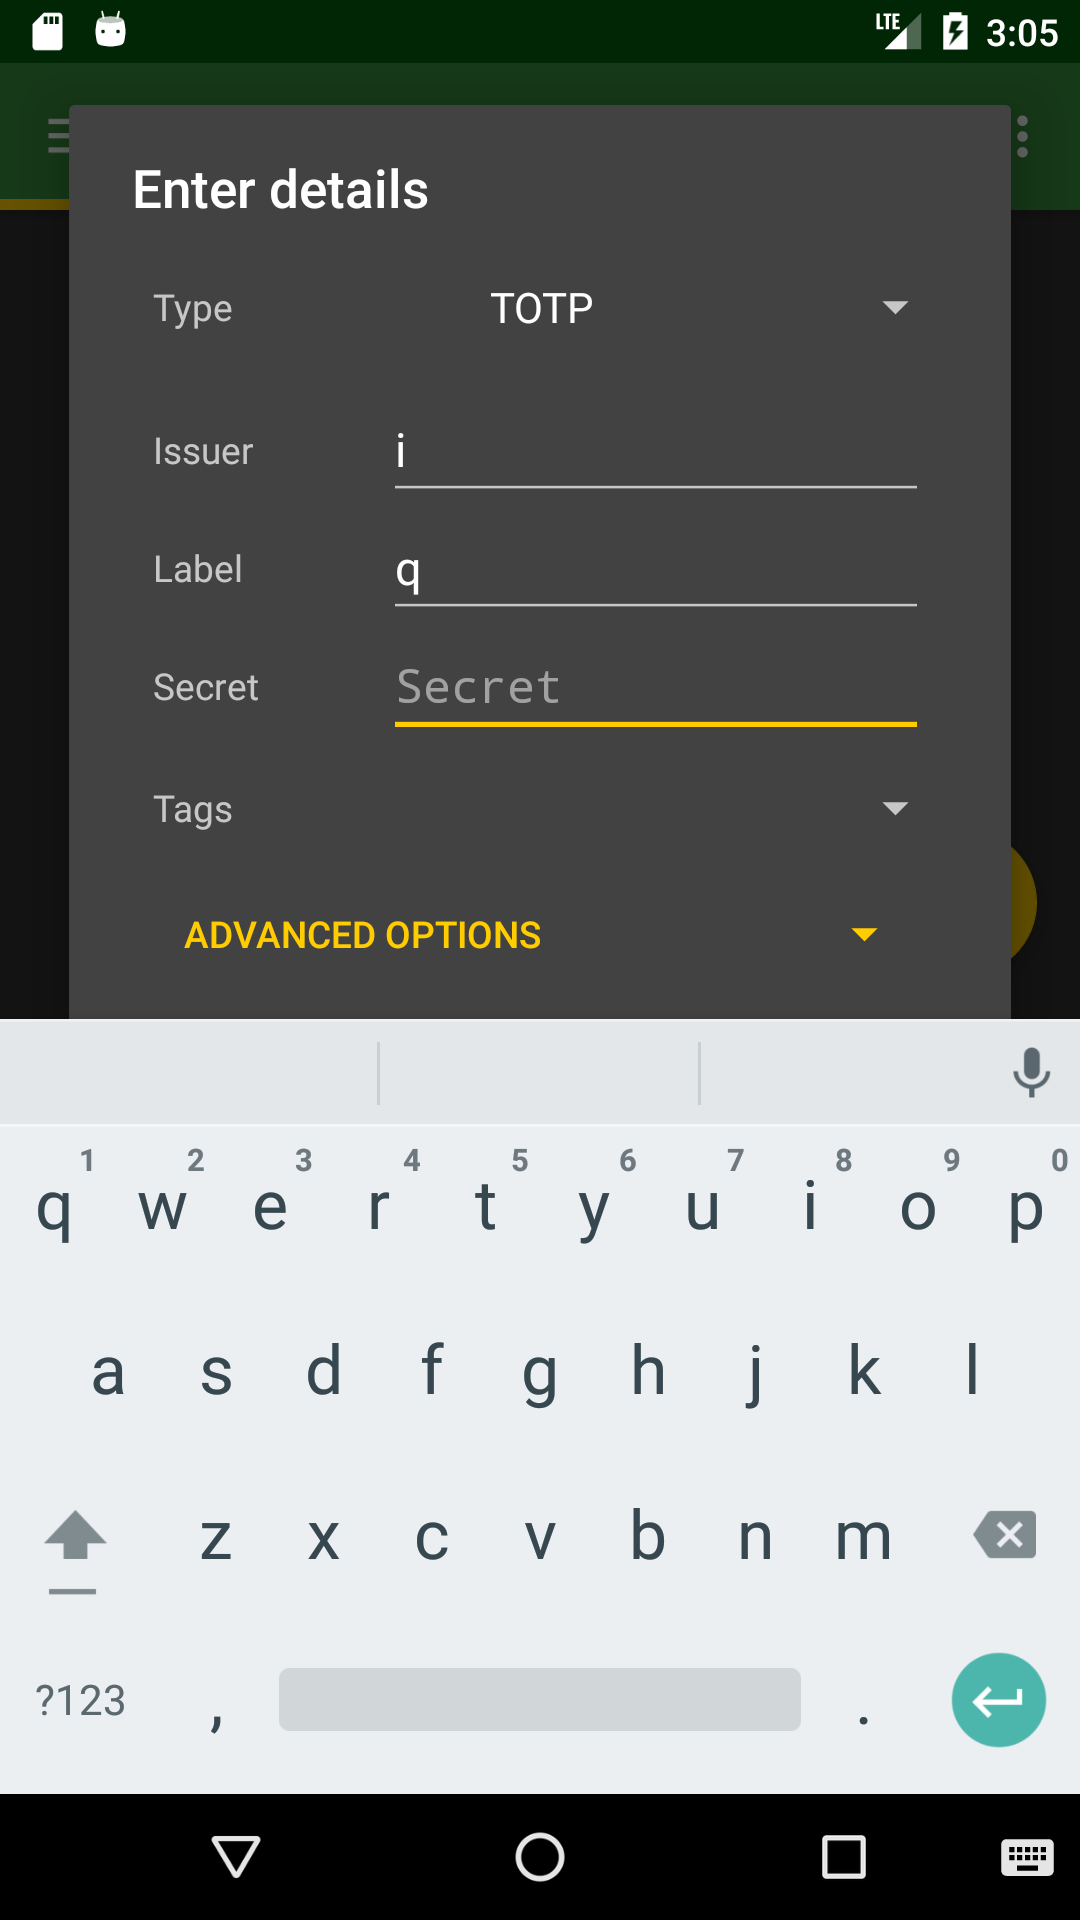 LTE 3:05
Enter details
Type TOTP
Issuer i
Label q
Secret Secret
Tags
ADVANCED OPTIONS
1 2 3 4 5 6 7 8 9 0
q w e r t y u i o p
a s d f g h j k l
z x c v b n m
?123 , .